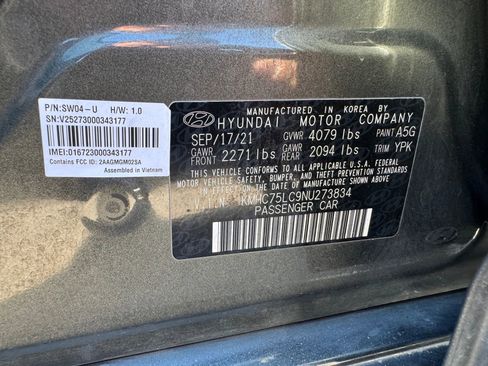 P/N:SW04-U H/W: 1.0
SN:V25273000343177
IMEI:016723000343177
Contains FCC ID: 2AAGMGM02SA
Assembled in Vietnam
MANUFACTURED IN KOREA BY
HYUNDAI MOTOR COMPANY
SEP/17/21 GVWR 4079 lbs PAINT A5G
GAWR FRONT 2271 lbs GAWR REAR 2094 lbs TRIM YPK
THIS VEHICLE CONFORMS TO ALL APPLICABLE U.S.A. FEDERAL
MOTOR VEHICLE SAFETY, BUMPER, AND THEFT PREVENTION
STANDARDS IN EFFECT ON THE DATE OF MANUFACTURE SHOWN ABOVE.
V.I.N. : KMHC75LC9NU273834
PASSENGER CAR